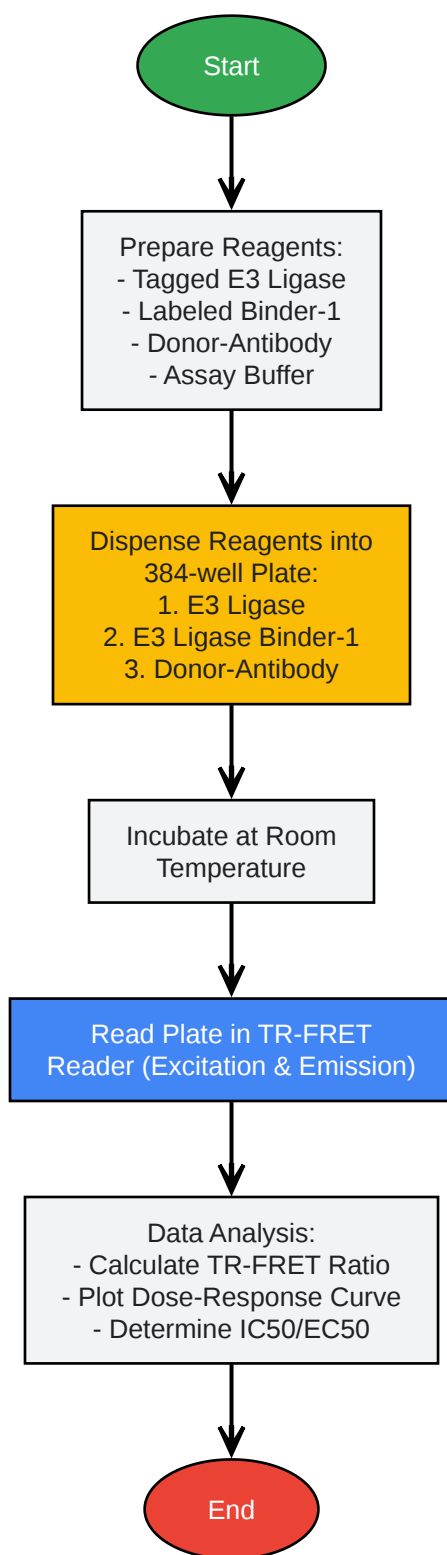 Start
Prepare Reagents:
- Tagged E3 Ligase
- Labeled Binder-1
- Donor-Antibody
- Assay Buffer
Dispense Reagents into
384-well Plate:
1. E3 Ligase
2. E3 Ligase Binder-1
3. Donor-Antibody
Incubate at Room
Temperature
Read Plate in TR-FRET
Reader (Excitation & Emission)
Data Analysis:
- Calculate TR-FRET Ratio
- Plot Dose-Response Curve
- Determine IC50/EC50
End